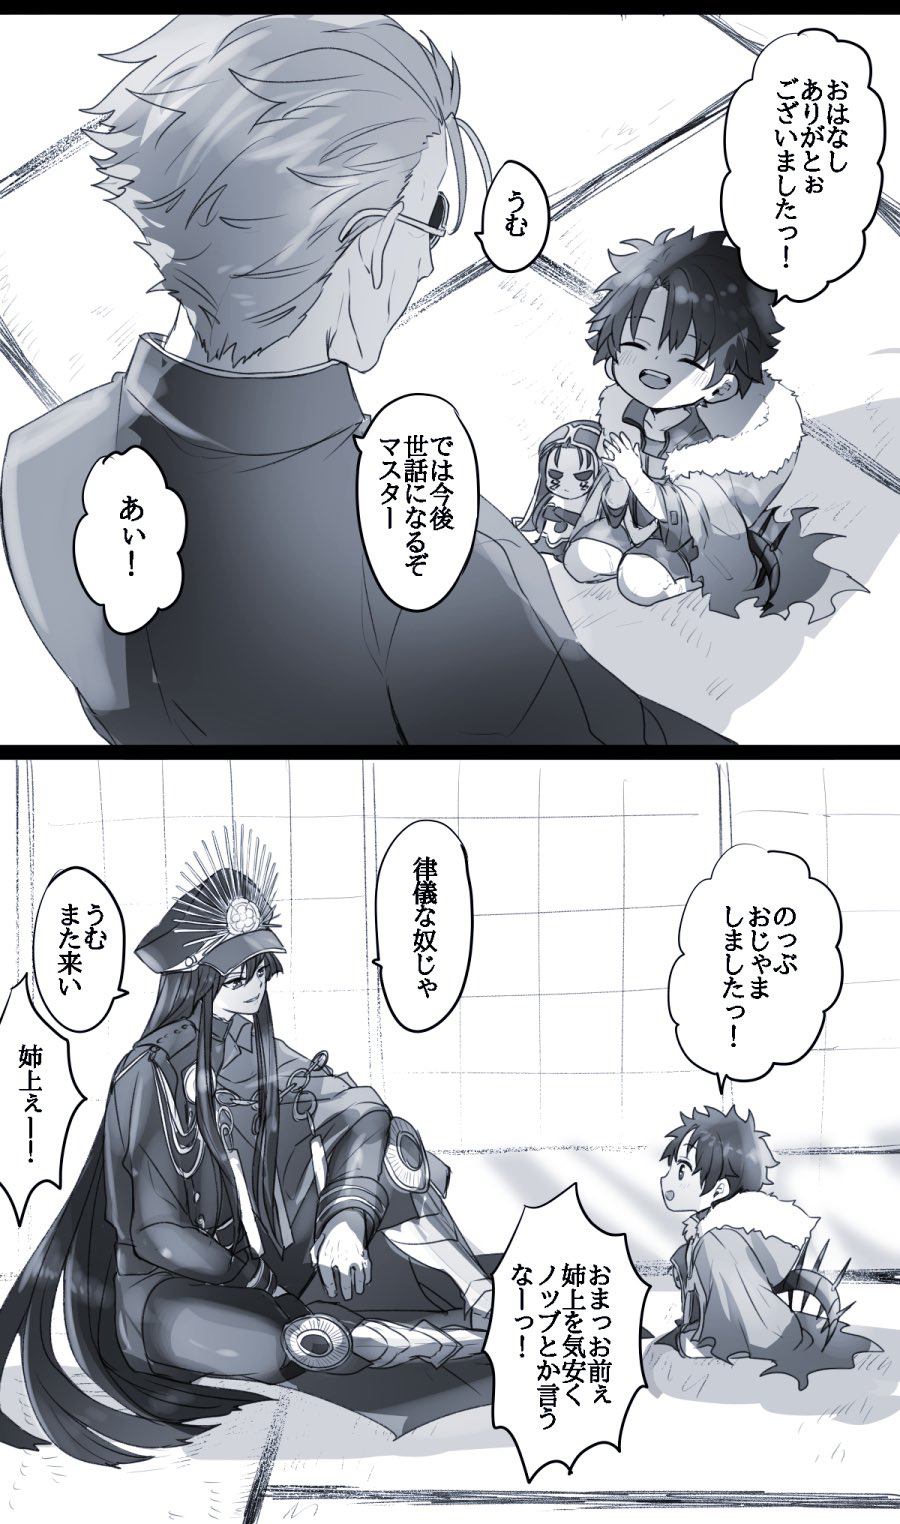 おはなし
ありがとぉ
ございましたっ！
うむ
では今後
世話になるぞ
マスター
あぃ！
のっぶ
おじゃま
しましたっ！
律儀な奴じゃ
うむ
また来い
おまっお前ぇ
姉上を気安く
ノッブとか言う
なーっ！
姉上ぇー！